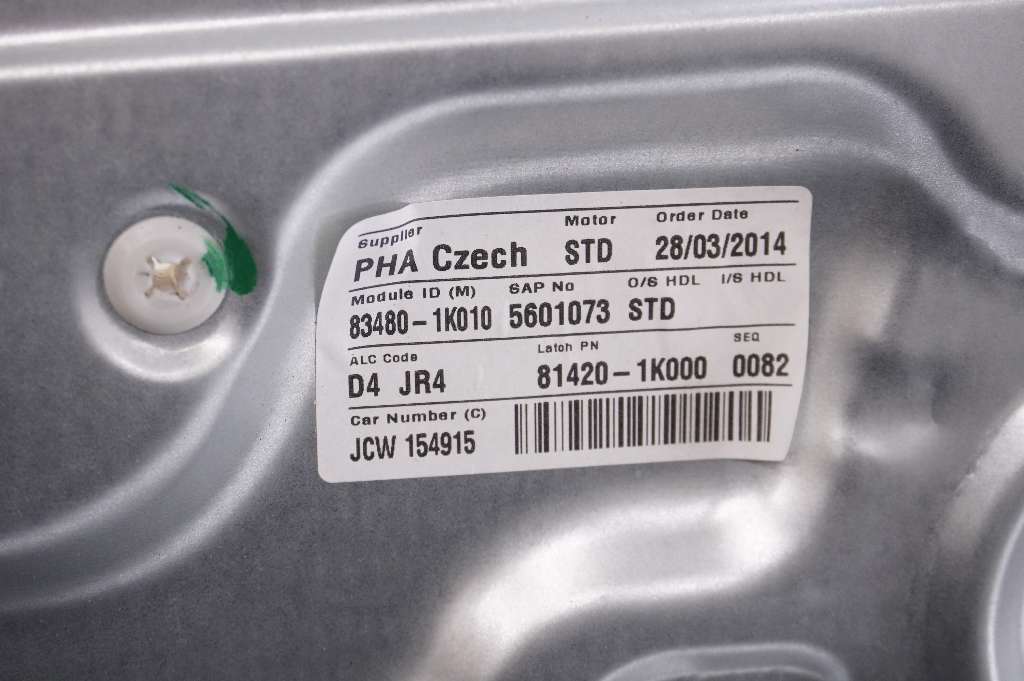 Supplier Motor Order Date
PHA Czech STD 28/03/2014
Module ID (M) SAP No O/S HDL I/S HDL
83480-1K010 5601073 STD
ALC Code Latch PN SEQ
D4 JR4 81420-1K000 0082
Car Number (C)
JCW 154915